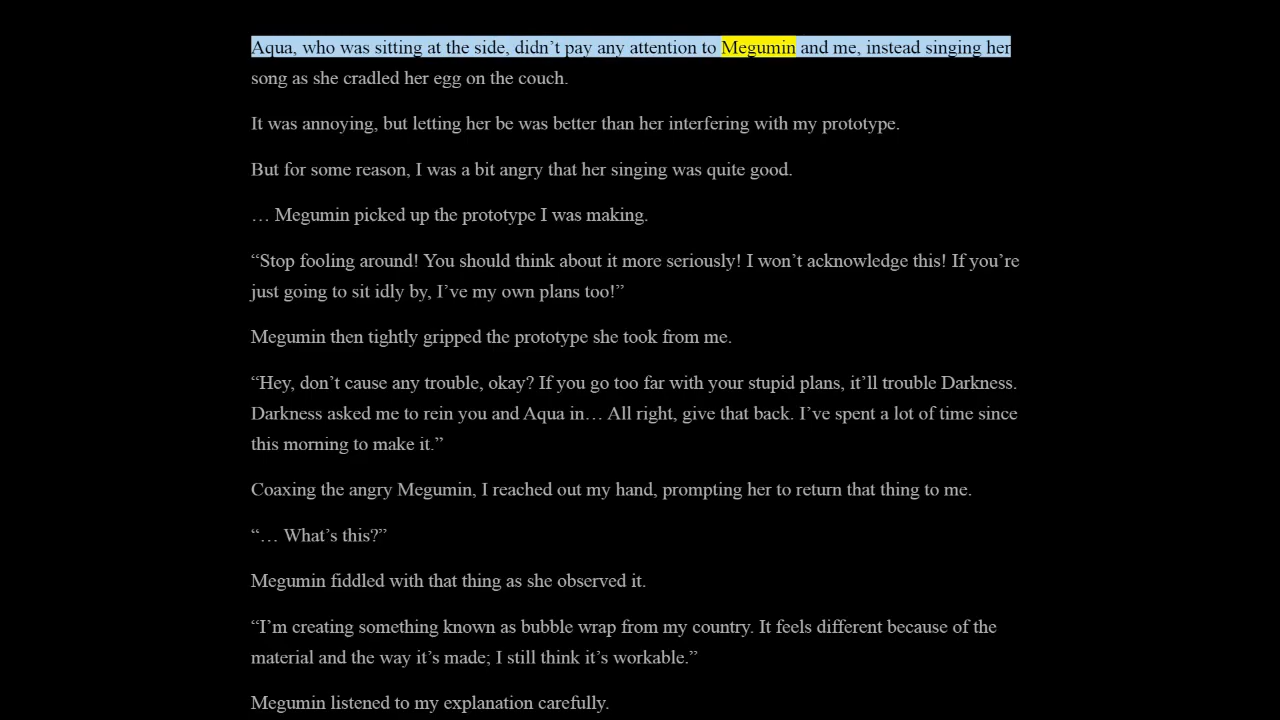 Aqua, who was sitting at the side, didn’t pay any attention to Megumin and me, instead singing her
song as she cradled her egg on the couch.
It was annoying, but letting her be was better than her interfering with my prototype.
But for some reason, I was a bit angry that her singing was quite good.
… Megumin picked up the prototype I was making.
“Stop fooling around! You should think about it more seriously! I won’t acknowledge this! If you’re
just going to sit idly by, I’ve my own plans too!”
Megumin then tightly gripped the prototype she took from me.
“Hey, don’t cause any trouble, okay? If you go too far with your stupid plans, it’ll trouble Darkness.
Darkness asked me to rein you and Aqua in… All right, give that back. I’ve spent a lot of time since
this morning to make it.”
Coaxing the angry Megumin, I reached out my hand, prompting her to return that thing to me.
“… What’s this?”
Megumin fiddled with that thing as she observed it.
“I’m creating something known as bubble wrap from my country. It feels different because of the
material and the way it’s made; I still think it’s workable.”
Megumin listened to my explanation carefully.